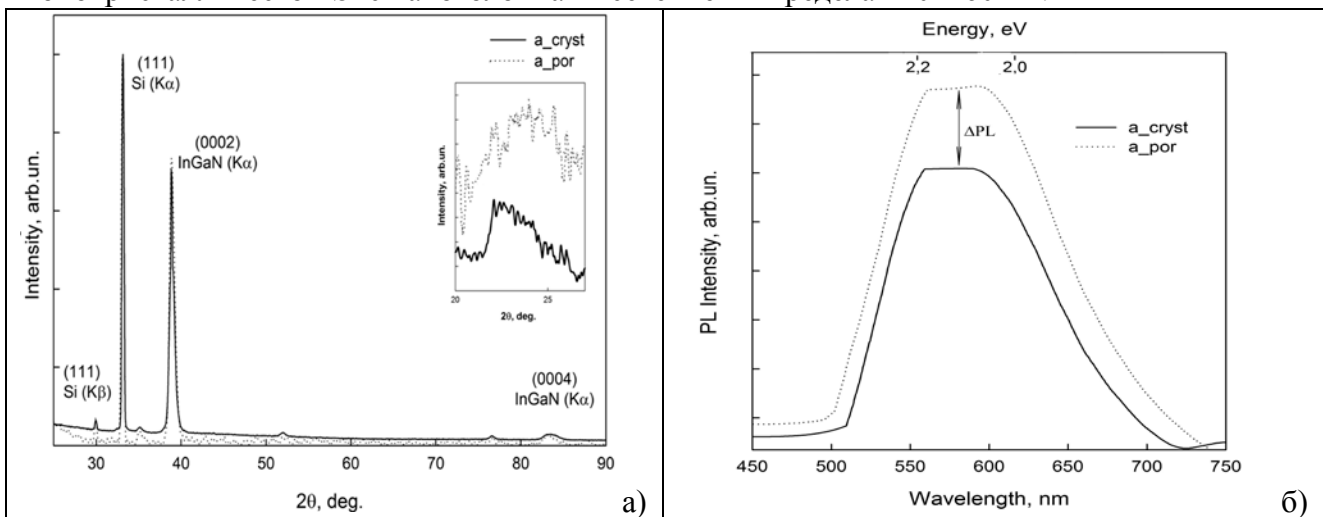 a_cryst
a_por
(111)
Si (Kα)
(0002)
InGaN (Kα)
Intensity, arb.un.
20
25
2θ, deg.
Intensity, arb.un.
(111)
Si (Kβ)
(0004)
InGaN (Kα)
30 40 50 60 70 80 90
2θ, deg.
а)
Energy, eV
2,2 2,0
ΔPL
a_cryst
a_por
PL Intensity, arb.un.
450 500 550 600 650 700 750
Wavelength, nm
б)